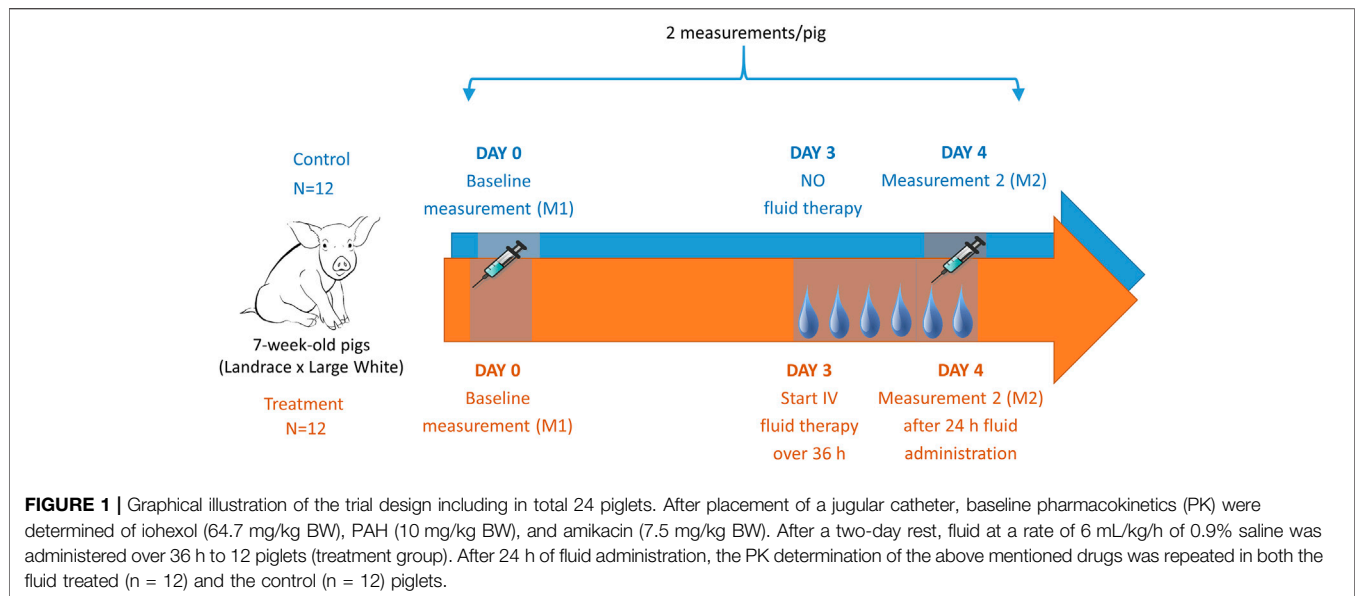 2 measurements/pig
Control
N=12
DAY 0
Baseline
measurement (M1)
DAY 3
NO
fluid therapy
DAY 4
Measurement 2 (M2)
7-week-old pigs
(Landrace x Large White)
Treatment
N=12
DAY 0
Baseline
measurement (M1)
DAY 3
Start IV
fluid therapy
over 36 h
DAY 4
Measurement 2 (M2)
after 24 h fluid
administration
FIGURE 1 | Graphical illustration of the trial design including in total 24 piglets. After placement of a jugular catheter, baseline pharmacokinetics (PK) were
determined of iohexol (64.7 mg/kg BW), PAH (10 mg/kg BW), and amikacin (7.5 mg/kg BW). After a two-day rest, fluid at a rate of 6 mL/kg/h of 0.9% saline was
administered over 36 h to 12 piglets (treatment group). After 24 h of fluid administration, the PK determination of the above mentioned drugs was repeated in both the
fluid treated (n = 12) and the control (n = 12) piglets.